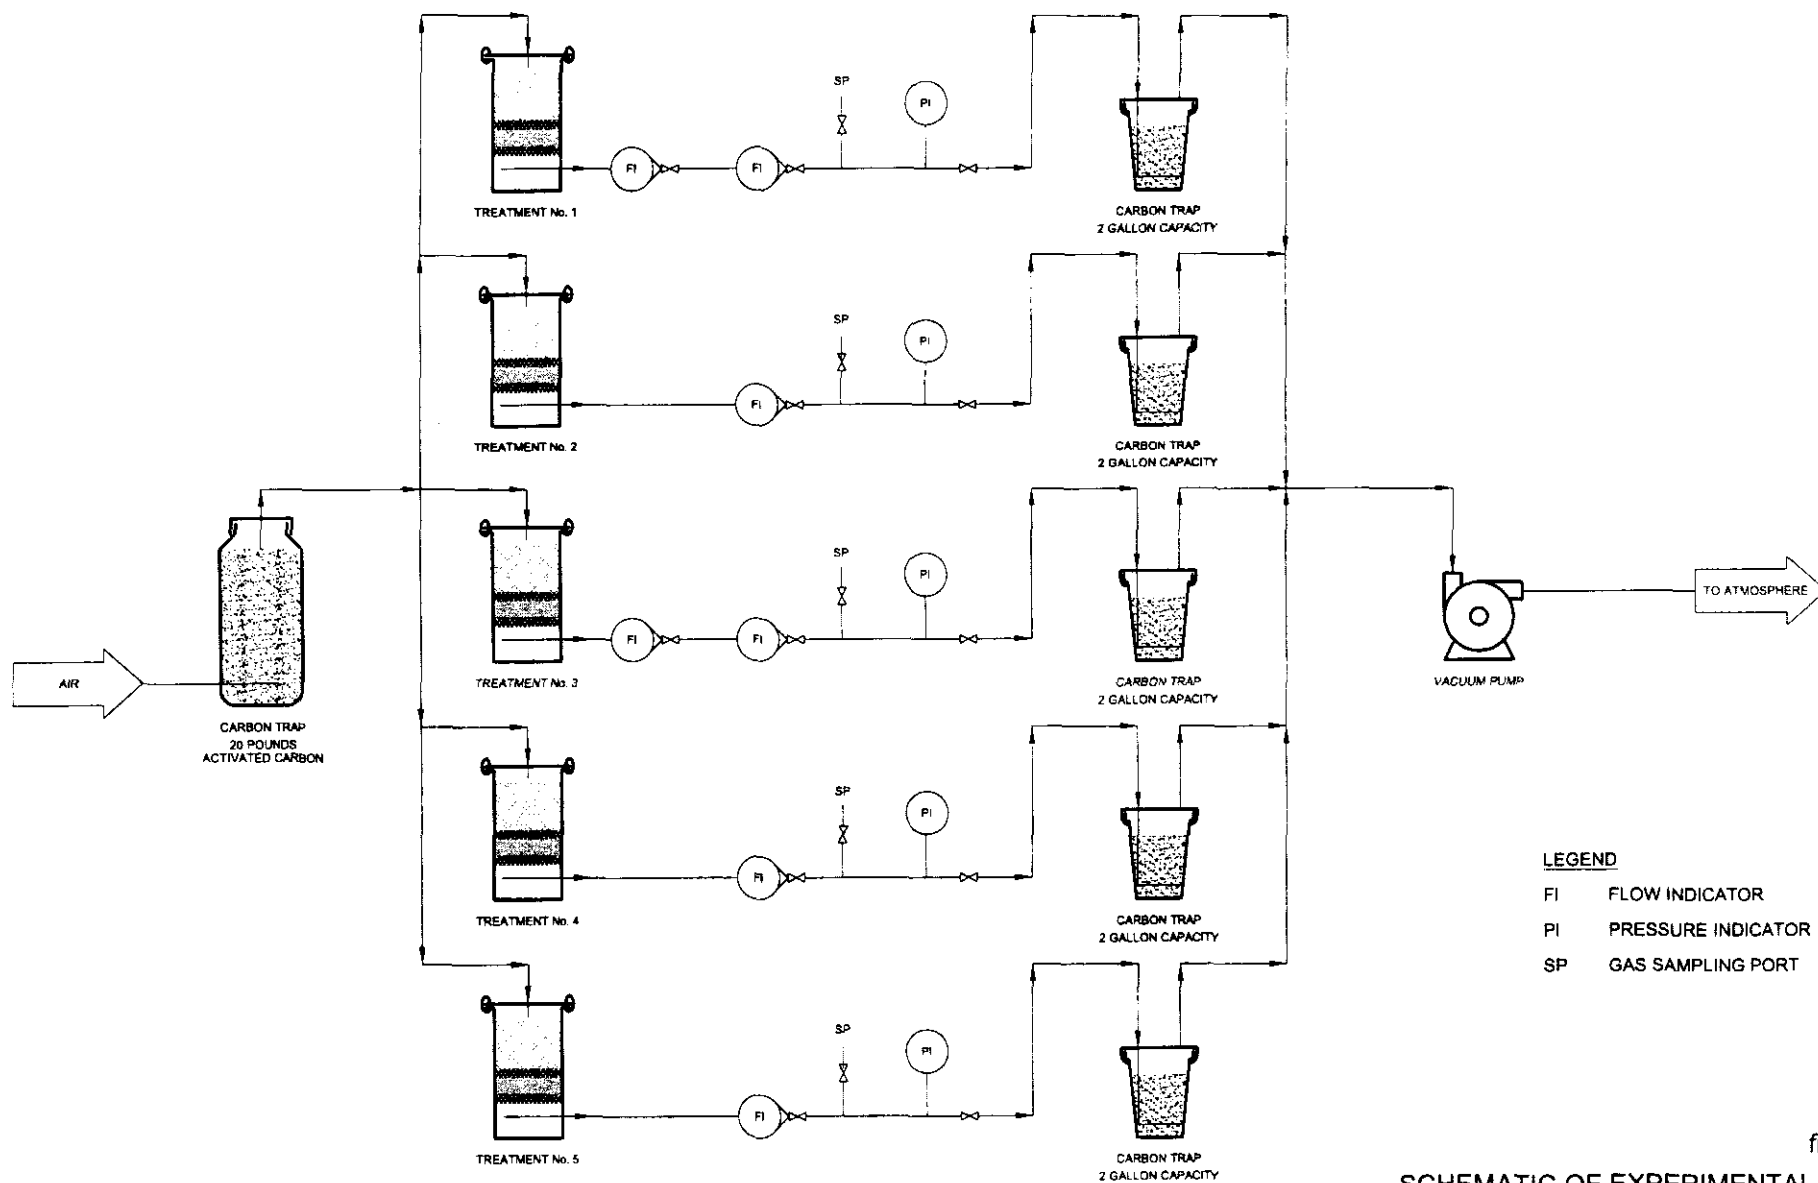 SP
PI
FI
FI
TREATMENT No. 1
CARBON TRAP
2 GALLON CAPACITY
SP
PI
FI
TREATMENT No. 2
CARBON TRAP
2 GALLON CAPACITY
SP
PI
FI
FI
TREATMENT No. 3
CARBON TRAP
2 GALLON CAPACITY
AIR
CARBON TRAP
20 POUNDS
ACTIVATED CARBON
TO ATMOSPHERE
VACUUM PUMP
SP
PI
FI
TREATMENT No. 4
CARBON TRAP
2 GALLON CAPACITY
LEGEND
FI FLOW INDICATOR
PI PRESSURE INDICATOR
SP GAS SAMPLING PORT
SP
PI
FI
TREATMENT No. 5
CARBON TRAP
2 GALLON CAPACITY
SCHEMATIC OF EXPERIMENTAL